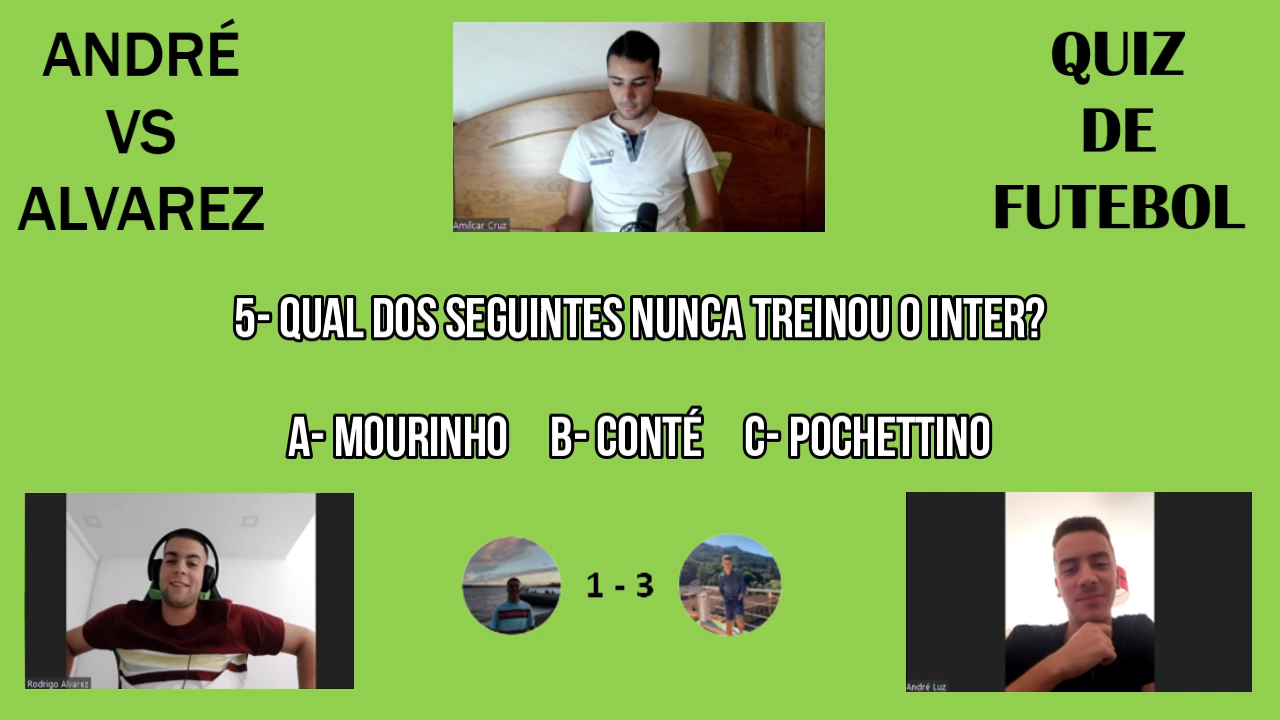 ANDRÉ
VS
ALVAREZ
QUIZ
DE
FUTEBOL
Amilcar Cruz
5- QUAL DOS SEGUINTES NUNCA TREINOU O INTER?
A- MOURINHO B- CONTÉ C- POCHETTINO
1 - 3
Rodrigo Alvarez
André Luz